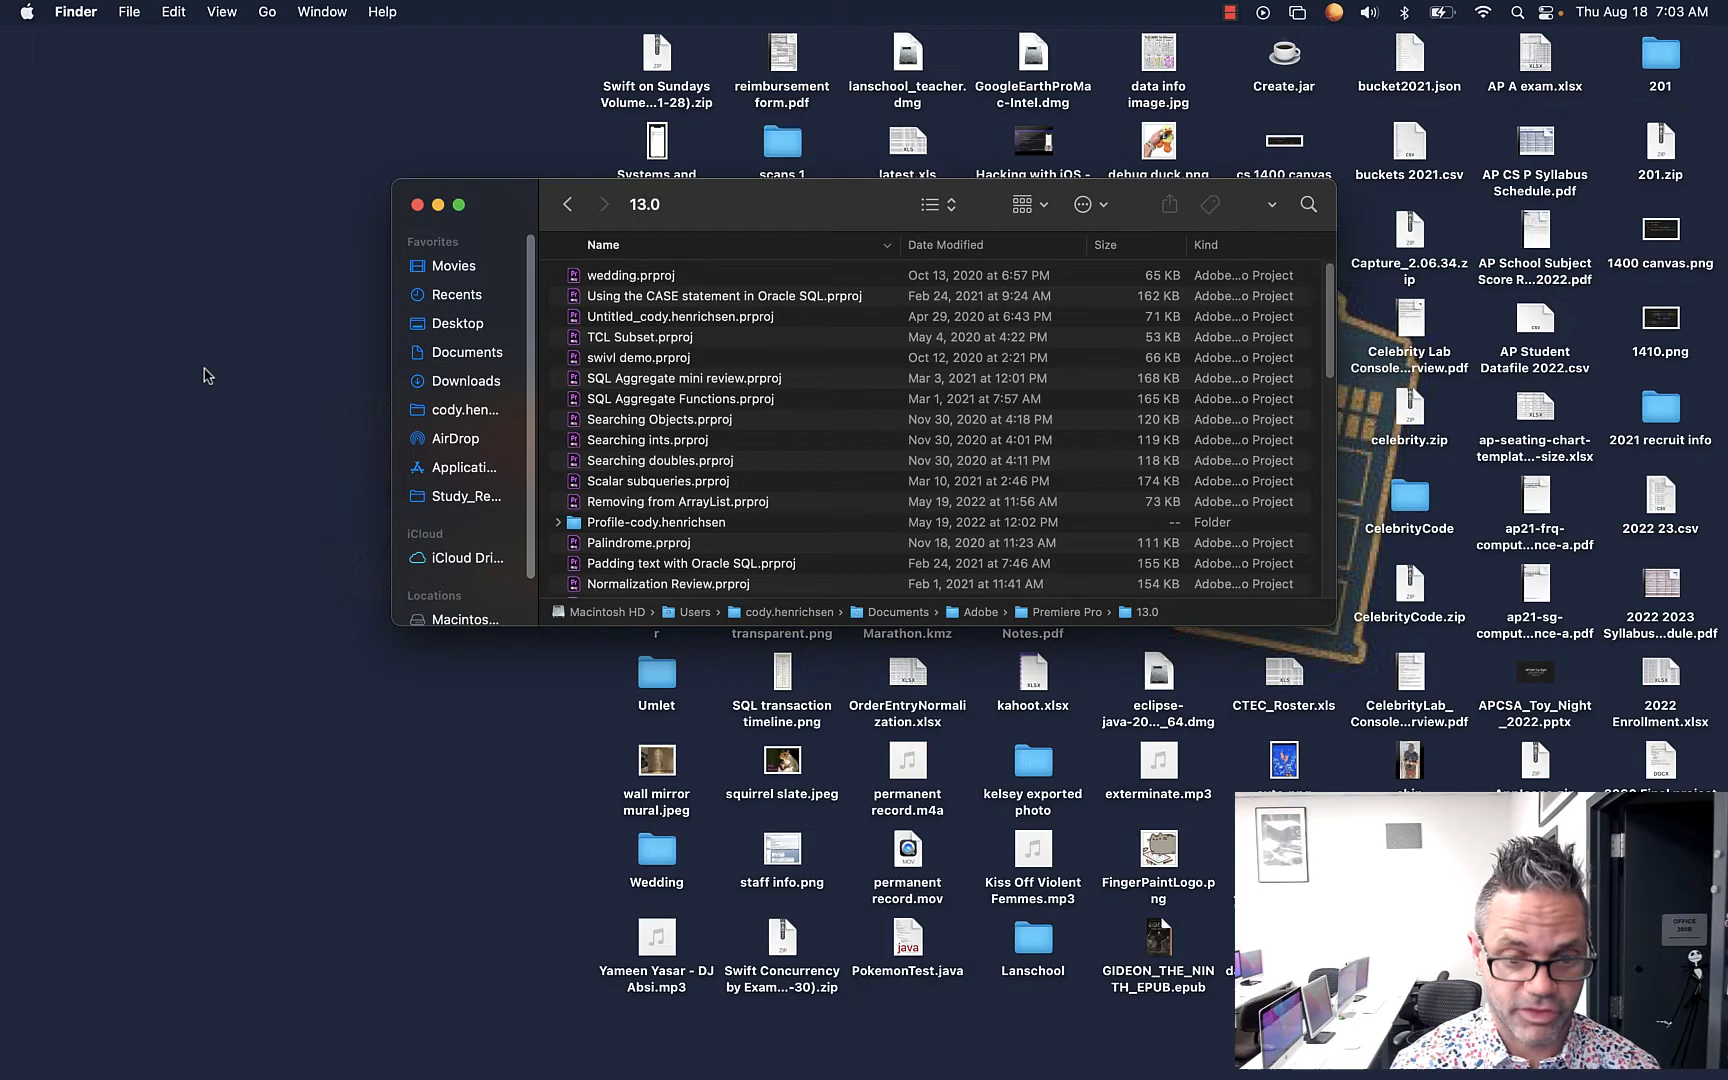 Finder File Edit View Go Window Help
Thu Aug 18 7:03 AM
Swift on Sundays
Volume...1-28).zip
reimbursement
form.pdf
lanschool_teacher.
dmg
GoogleEarthProMa
c-Intel.dmg
data info
image.jpg
Create.jar
bucket2021.json
AP A exam.xlsx
201
Systems and
scans 1
latest.xls
Hacking with iOS -
debug duck.png
cs 1400 canvas
buckets 2021.csv
AP CS P Syllabus
Schedule.pdf
201.zip
13.0
Favorites
Movies
Recents
Desktop
Documents
Downloads
cody.hen...
AirDrop
Applicati...
Study_Re...
iCloud
iCloud Dri...
Locations
Macintos...
Name Date Modified Size Kind
wedding.prproj Oct 13, 2020 at 6:57 PM 65 KB Adobe...o Project
Using the CASE statement in Oracle SQL.prproj Feb 24, 2021 at 9:24 AM 162 KB Adobe...o Project
Untitled_cody.henrichsen.prproj Apr 29, 2020 at 6:43 PM 71 KB Adobe...o Project
TCL Subset.prproj May 4, 2020 at 4:22 PM 53 KB Adobe...o Project
swivl demo.prproj Oct 12, 2020 at 2:21 PM 66 KB Adobe...o Project
SQL Aggregate mini review.prproj Mar 3, 2021 at 12:01 PM 168 KB Adobe...o Project
SQL Aggregate Functions.prproj Mar 1, 2021 at 7:57 AM 165 KB Adobe...o Project
Searching Objects.prproj Nov 30, 2020 at 4:18 PM 120 KB Adobe...o Project
Searching ints.prproj Nov 30, 2020 at 4:01 PM 119 KB Adobe...o Project
Searching doubles.prproj Nov 30, 2020 at 4:11 PM 118 KB Adobe...o Project
Scalar subqueries.prproj Mar 10, 2021 at 2:46 PM 174 KB Adobe...o Project
Removing from ArrayList.prproj May 19, 2022 at 11:56 AM 73 KB Adobe...o Project
Profile-cody.henrichsen May 19, 2022 at 12:02 PM -- Folder
Palindrome.prproj Nov 18, 2020 at 11:23 AM 111 KB Adobe...o Project
Padding text with Oracle SQL.prproj Feb 24, 2021 at 7:46 AM 155 KB Adobe...o Project
Normalization Review.prproj Feb 1, 2021 at 11:41 AM 154 KB Adobe...o Project
Macintosh HD › Users › cody.henrichsen › Documents › Adobe › Premiere Pro › 13.0
Capture_2.06.34.z
ip
AP School Subject
Score R...2022.pdf
1400 canvas.png
Celebrity Lab
Console...rview.pdf
AP Student
Datafile 2022.csv
1410.png
celebrity.zip
ap-seating-chart-
templat...-size.xlsx
2021 recruit info
CelebrityCode
ap21-frq-
comput...nce-a.pdf
2022 23.csv
CelebrityCode.zip
ap21-sg-
comput...nce-a.pdf
2022 2023
Syllabus...dule.pdf
r
transparent.png
Marathon.kmz
Notes.pdf
Umlet
SQL transaction
timeline.png
OrderEntryNormali
zation.xlsx
kahoot.xlsx
eclipse-
java-20..._64.dmg
CTEC_Roster.xls
CelebrityLab_
Console...rview.pdf
APCSA_Toy_Night
_2022.pptx
2022
Enrollment.xlsx
wall mirror
mural.jpeg
squirrel slate.jpeg
permanent
record.m4a
kelsey exported
photo
exterminate.mp3
Wedding
staff info.png
permanent
record.mov
Kiss Off Violent
Femmes.mp3
FingerPaintLogo.p
ng
Yameen Yasar - DJ
Absi.mp3
Swift Concurrency
by Exam...-30).zip
PokemonTest.java
Lanschool
GIDEON_THE_NIN
TH_EPUB.epub
OFFICE